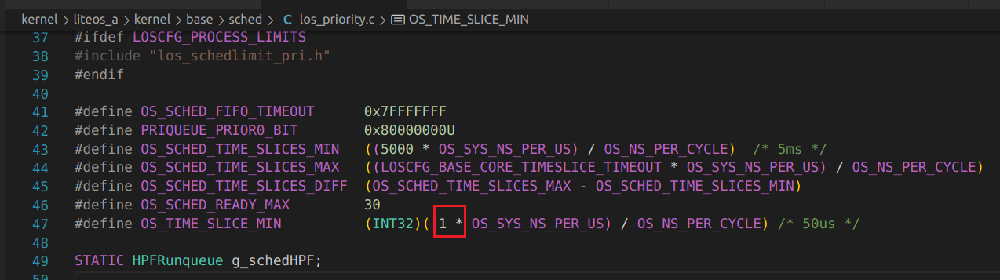 kernel > liteos_a > kernel > base > sched > C los_priority.c > OS_TIME_SLICE_MIN
37 #ifdef LOSCFG_PROCESS_LIMITS
38 #include "los_schedlimit_pri.h"
39 #endif
40
41 #define OS_SCHED_FIFO_TIMEOUT 0x7FFFFFFF
42 #define PRIQUEUE_PRIOR0_BIT 0x80000000U
43 #define OS_SCHED_TIME_SLICES_MIN ((5000 * OS_SYS_NS_PER_US) / OS_NS_PER_CYCLE) /* 5ms */
44 #define OS_SCHED_TIME_SLICES_MAX ((LOSCFG_BASE_CORE_TIMESLICE_TIMEOUT * OS_SYS_NS_PER_US) / OS_NS_PER_CYCLE)
45 #define OS_SCHED_TIME_SLICES_DIFF (OS_SCHED_TIME_SLICES_MAX - OS_SCHED_TIME_SLICES_MIN)
46 #define OS_SCHED_READY_MAX 30
47 #define OS_TIME_SLICE_MIN (INT32)((1 * OS_SYS_NS_PER_US) / OS_NS_PER_CYCLE) /* 50us */
48
49 STATIC HPFRunqueue g_schedHPF;
50